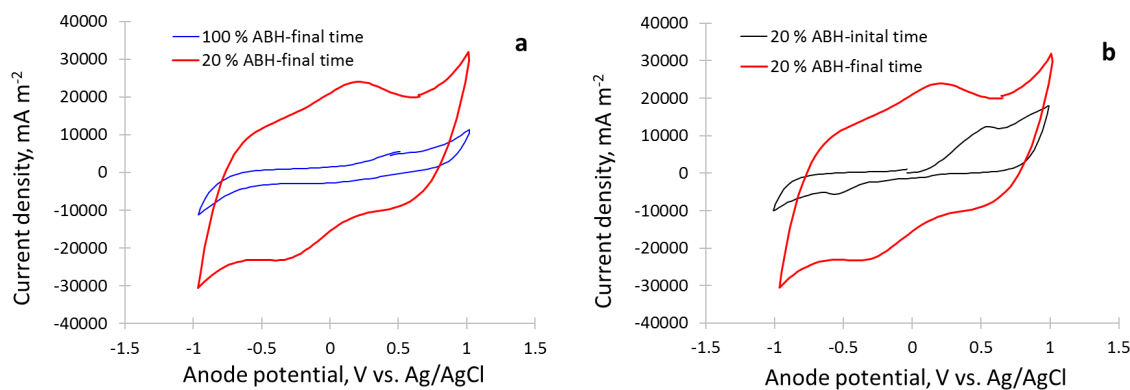 40000
30000
20000
10000
0
-10000
-20000
-30000
-40000
Current density, mA m-2
100 % ABH-final time
20 % ABH-final time
a
-1.5 -1 -0.5 0 0.5 1 1.5
Anode potential, V vs. Ag/AgCl
40000
30000
20000
10000
0
-10000
-20000
-30000
-40000
Current density, mA m-2
20 % ABH-inital time
20 % ABH-final time
b
-1.5 -1 -0.5 0 0.5 1 1.5
Anode potential, V vs. Ag/AgCl